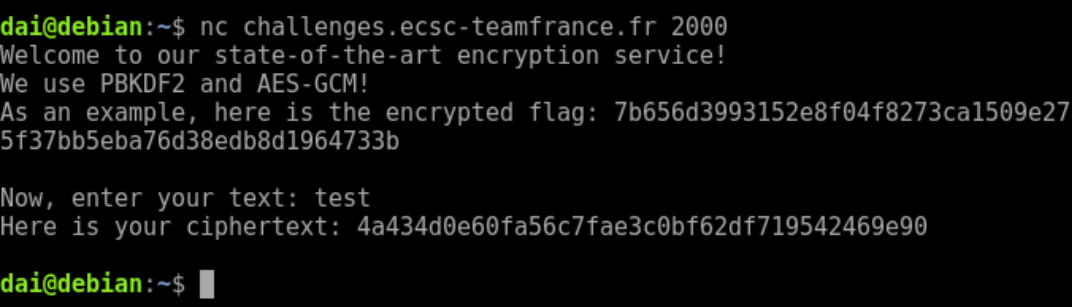 dai@debian:~$ nc challenges.ecsc-teamfrance.fr 2000
Welcome to our state-of-the-art encryption service!
We use PBKDF2 and AES-GCM!
As an example, here is the encrypted flag: 7b656d3993152e8f04f8273ca1509e27
5f37bb5eba76d38edb8d1964733b
Now, enter your text: test
Here is your ciphertext: 4a434d0e60fa56c7fae3c0bf62df719542469e90
dai@debian:~$